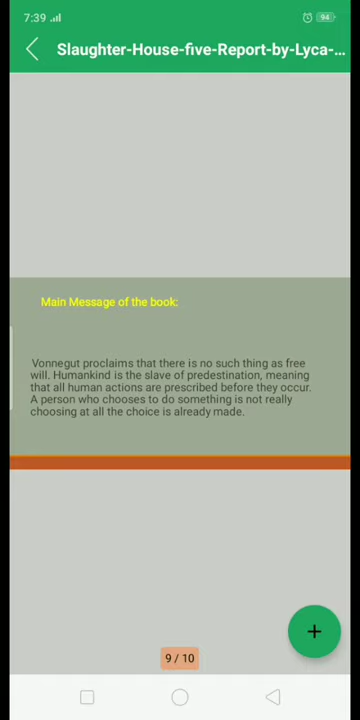 7:39
94
Slaughter-House-five-Report-by-Lyca-...
Main Message of the book:
Vonnegut proclaims that there is no such thing as free
will. Humankind is the slave of predestination, meaning
that all human actions are prescribed before they occur.
A person who chooses to do something is not really
choosing at all the choice is already made.
+
9 / 10